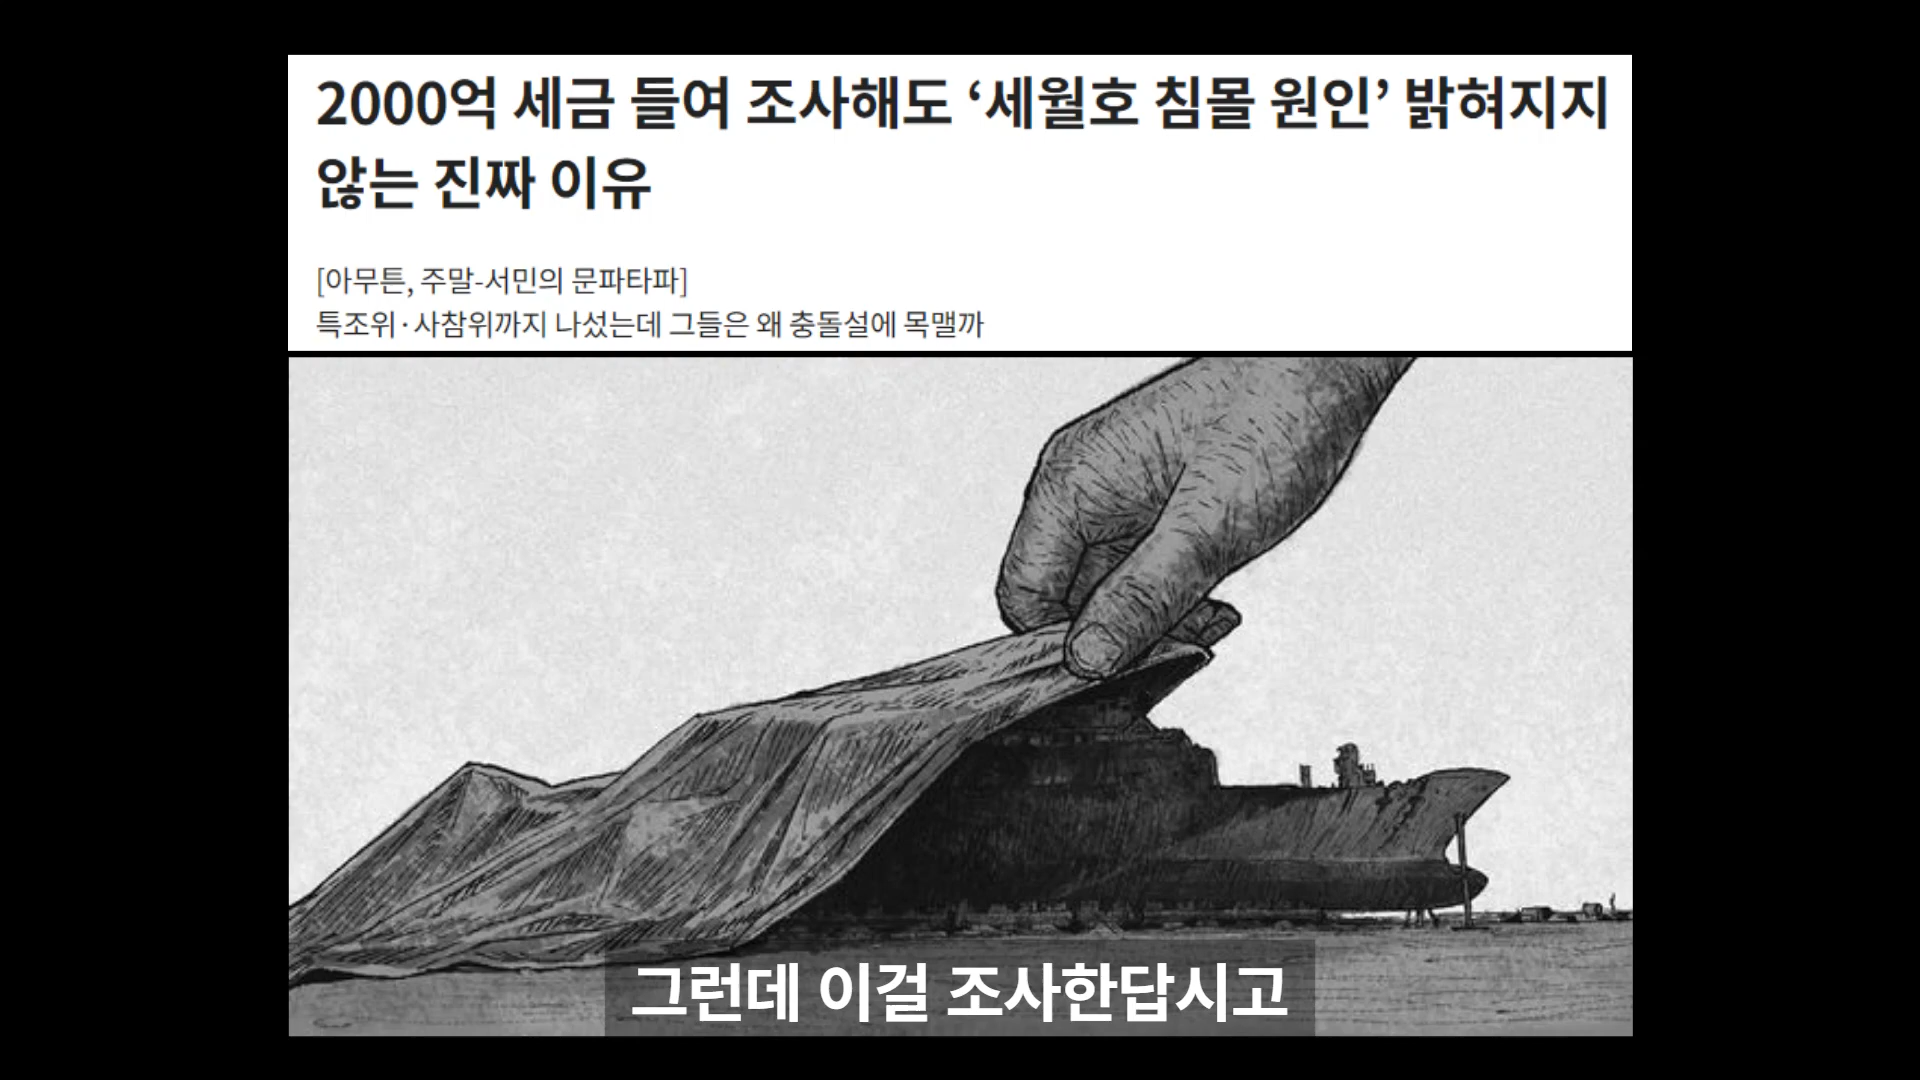 2000억 세금 들여 조사해도 ‘세월호 침몰 원인’ 밝혀지지
않는 진짜 이유
[아무튼, 주말-서민의 문파타파]
특조위·사참위까지 나섰는데 그들은 왜 충돌설에 목맬까
그런데 이걸 조사한답시고